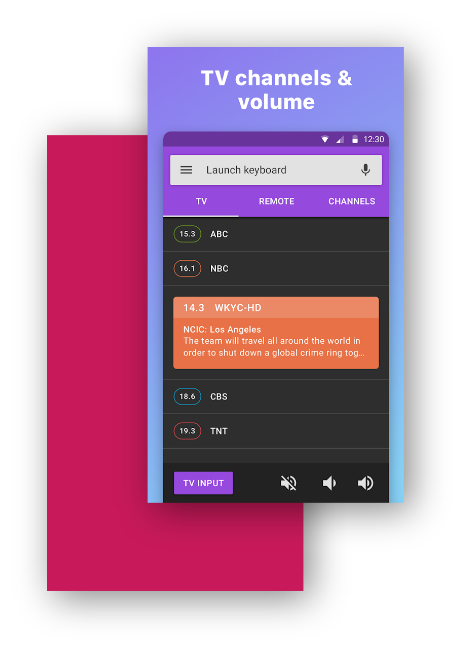 TV channels &
volume
12:30
Launch keyboard
TV REMOTE CHANNELS
15.3 ABC
16.1 NBC
14.3 WKYC-HD
NCIC: Los Angeles
The team will travel all around the world in
order to shut down a global crime ring tog...
18.6 CBS
19.3 TNT
TV INPUT